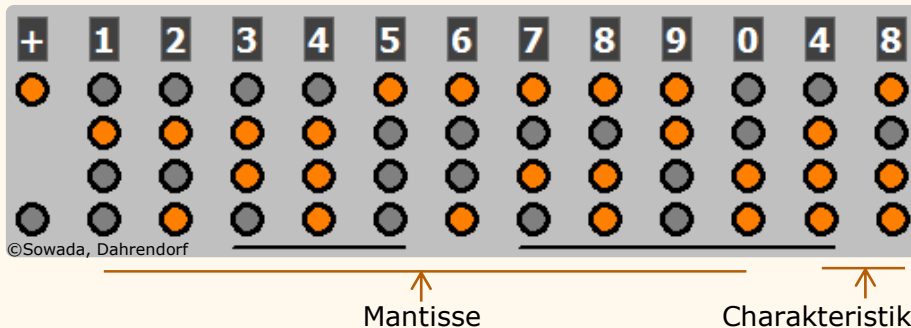 + 1 2 3 4 5 6 7 8 9 0 4 8
©Sowada, Dahrendorf
Mantisse Charakteristik